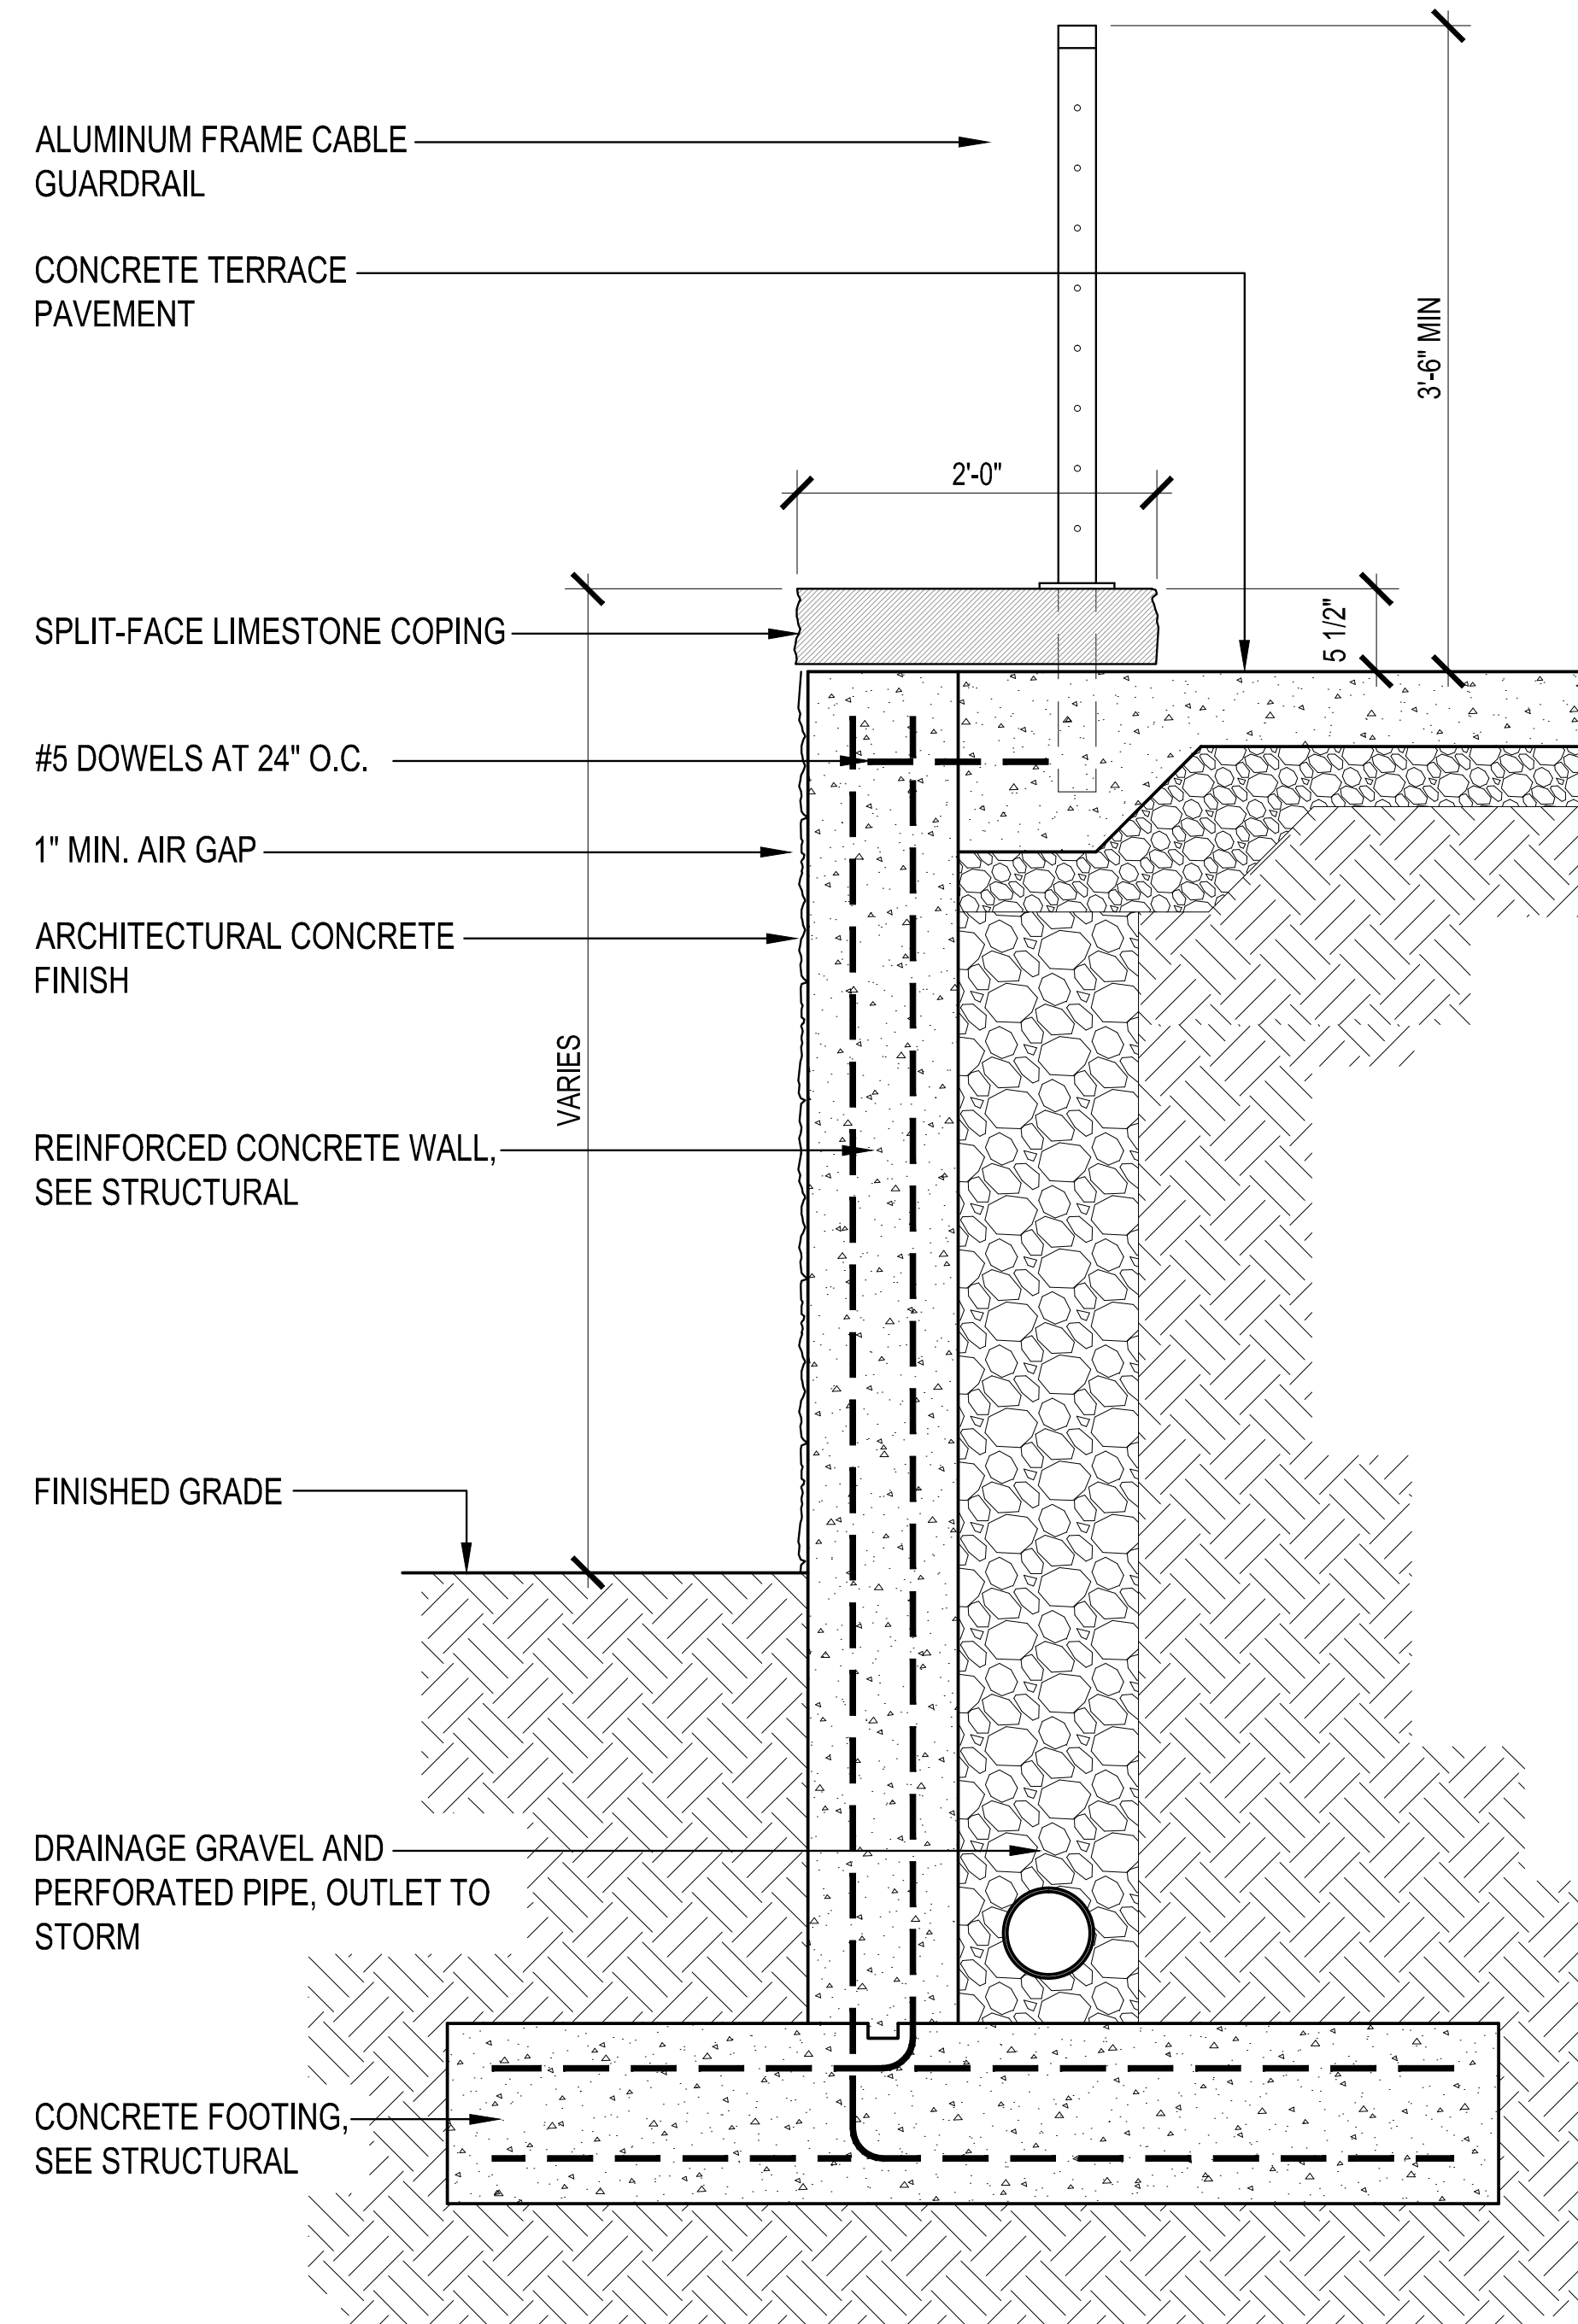 ALUMINUM FRAME CABLE
GUARDRAIL
CONCRETE TERRACE
PAVEMENT
3'-6" MIN
2'-0"
5 1/2"
SPLIT-FACE LIMESTONE COPING
#5 DOWELS AT 24" O.C.
1" MIN. AIR GAP
ARCHITECTURAL CONCRETE
FINISH
VARIES
REINFORCED CONCRETE WALL,
SEE STRUCTURAL
FINISHED GRADE
DRAINAGE GRAVEL AND
PERFORATED PIPE, OUTLET TO
STORM
CONCRETE FOOTING,
SEE STRUCTURAL